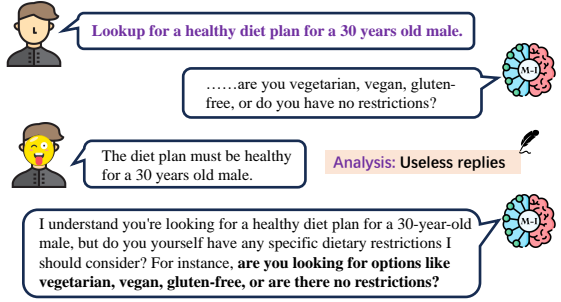 Lookup for a healthy diet plan for a 30 years old male.
……are you vegetarian, vegan, gluten-
free, or do you have no restrictions?
M-I
The diet plan must be healthy
for a 30 years old male.
Analysis: Useless replies
I understand you're looking for a healthy diet plan for a 30-year-old
male, but do you yourself have any specific dietary restrictions I
should consider? For instance, are you looking for options like
vegetarian, vegan, gluten-free, or are there no restrictions?
M-I